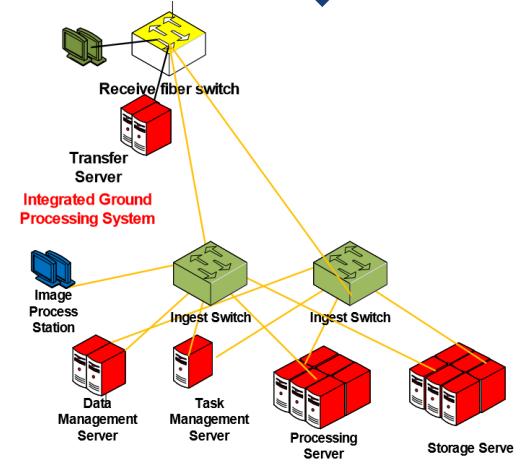 Receive fiber switch
Transfer
Server
Integrated Ground
Processing System
Image
Process
Station
Ingest Switch
Ingest Switch
Data
Management
Server
Task
Management
Server
Processing
Server
Storage Serve